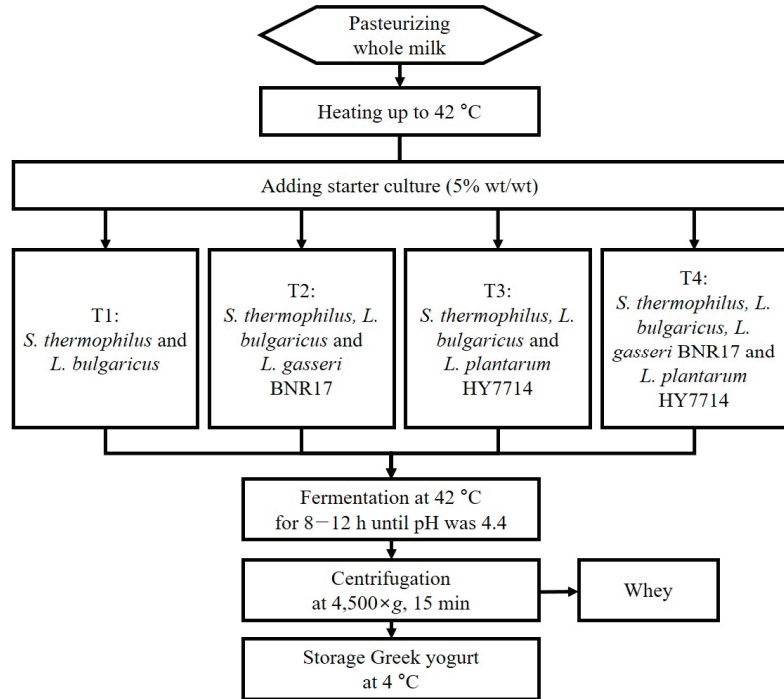 Pasteurizing
whole milk
Heating up to 42 °C
Adding starter culture (5% wt/wt)
T1:
S. thermophilus and
L. bulgaricus
T2:
S. thermophilus, L.
bulgaricus and
L. gasseri
BNR17
T3:
S. thermophilus, L.
bulgaricus and
L. plantarum
HY7714
T4:
S. thermophilus, L.
bulgaricus, L.
gasseri BNR17 and
L. plantarum
HY7714
Fermentation at 42 °C
for 8−12 h until pH was 4.4
Centrifugation
at 4,500×g, 15 min
Whey
Storage Greek yogurt
at 4 °C